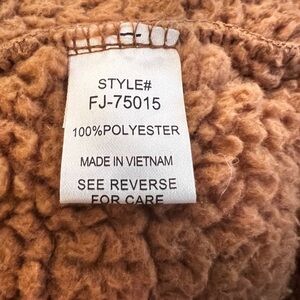 STYLE#
FJ-75015
100%POLYESTER
MADE IN VIETNAM
SEE REVERSE
FOR CARE